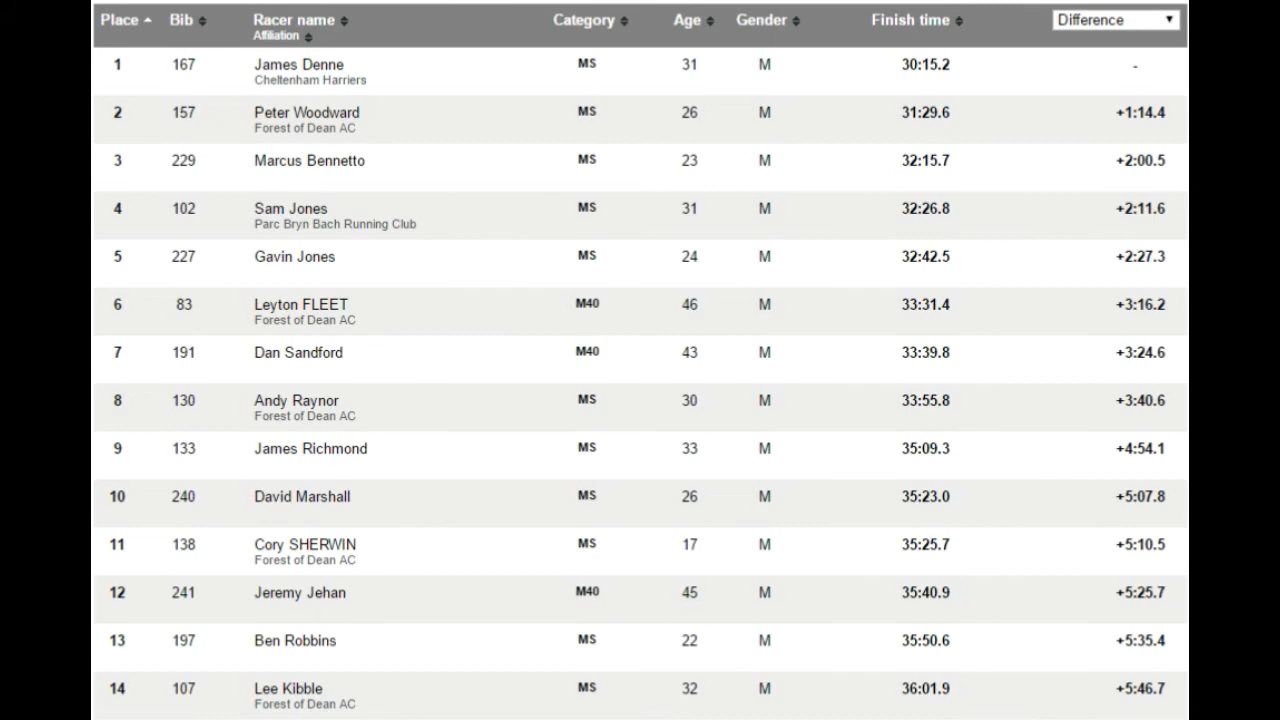 Place Bib Racer name Category Age Gender Finish time Difference
Affiliation
1 167 James Denne MS 31 M 30:15.2 -
Cheltenham Harriers
2 157 Peter Woodward MS 26 M 31:29.6 +1:14.4
Forest of Dean AC
3 229 Marcus Bennetto MS 23 M 32:15.7 +2:00.5
4 102 Sam Jones MS 31 M 32:26.8 +2:11.6
Parc Bryn Bach Running Club
5 227 Gavin Jones MS 24 M 32:42.5 +2:27.3
6 83 Leyton FLEET M40 46 M 33:31.4 +3:16.2
Forest of Dean AC
7 191 Dan Sandford M40 43 M 33:39.8 +3:24.6
8 130 Andy Raynor MS 30 M 33:55.8 +3:40.6
Forest of Dean AC
9 133 James Richmond MS 33 M 35:09.3 +4:54.1
10 240 David Marshall MS 26 M 35:23.0 +5:07.8
11 138 Cory SHERWIN MS 17 M 35:25.7 +5:10.5
Forest of Dean AC
12 241 Jeremy Jehan M40 45 M 35:40.9 +5:25.7
13 197 Ben Robbins MS 22 M 35:50.6 +5:35.4
14 107 Lee Kibble MS 32 M 36:01.9 +5:46.7
Forest of Dean AC